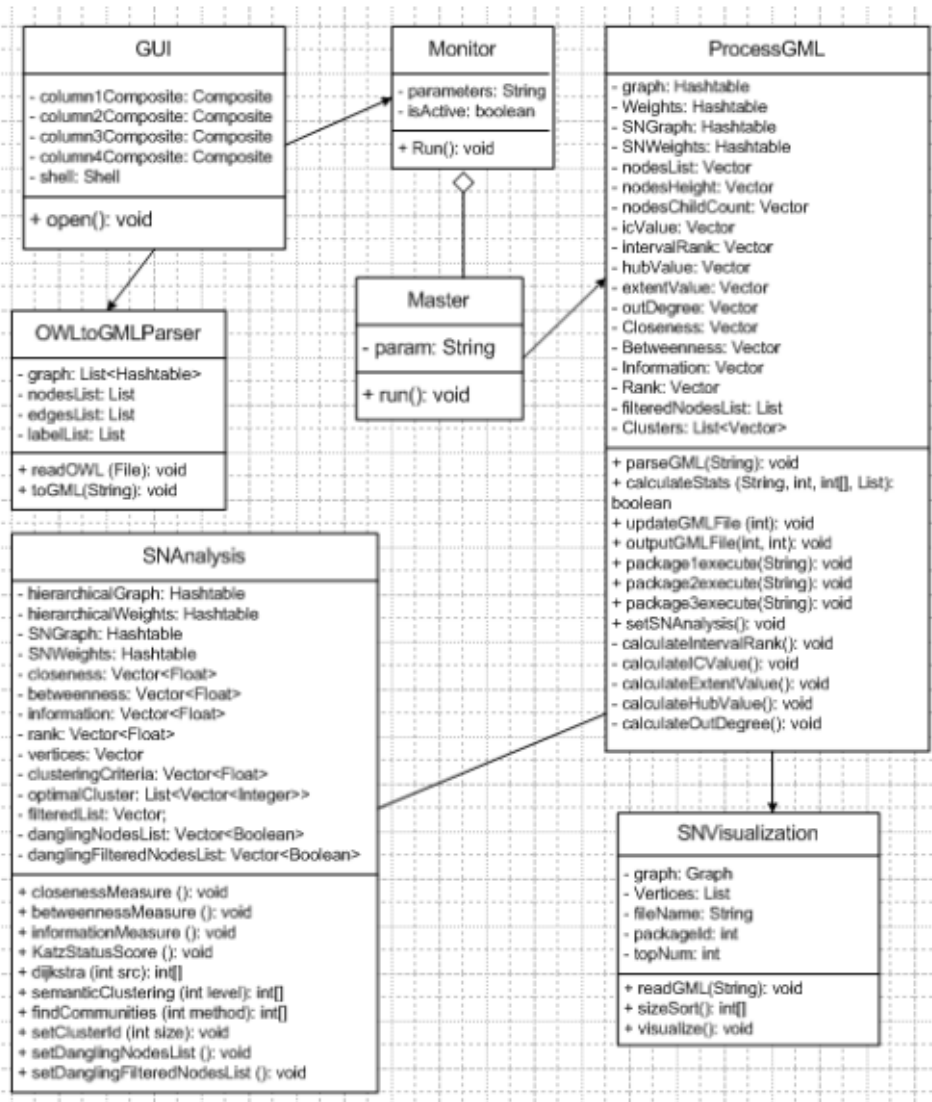 GUI
- column1Composite: Composite
- column2Composite: Composite
- column3Composite: Composite
- column4Composite: Composite
- shell: Shell
+ open(): void
Monitor
- parameters: String
- isActive: boolean
+ Run(): void
ProcessGML
- graph: Hashtable
- Weights: Hashtable
- SNGraph: Hashtable
- SNWeights: Hashtable
- nodesList: Vector
- nodesHeight: Vector
- nodesChildCount: Vector
- icValue: Vector
- intervalRank: Vector
- hubValue: Vector
- extentValue: Vector
- outDegree: Vector
- Closeness: Vector
- Betweenness: Vector
- Information: Vector
- Rank: Vector
- filteredNodesList: List
- Clusters: List<Vector>
+ parseGML(String): void
+ calculateStats (String, int, int[], List):
boolean
+ updateGMLFile (int): void
+ outputGMLFile(int, int): void
+ package1execute(String): void
+ package2execute(String): void
+ package3execute(String): void
+ setSNAnalysis(): void
- calculateIntervalRank(): void
- calculateICValue(): void
- calculateExtentValue(): void
- calculateHubValue(): void
- calculateOutDegree(): void
Master
- param: String
+ run(): void
OWLtoGMLParser
- graph: List<Hashtable>
- nodesList: List
- edgesList: List
- labelList: List
+ readOWL (File): void
+ toGML(String): void
SNAnalysis
- hierarchicalGraph: Hashtable
- hierarchicalWeights: Hashtable
- SNGraph: Hashtable
- SNWeights: Hashtable
- closeness: Vector<Float>
- betweenness: Vector<Float>
- information: Vector<Float>
- rank: Vector<Float>
- vertices: Vector
- clusteringCriteria: Vector<Float>
- optimalCluster: List<Vector<Integer>>
- filteredList: Vector;
- danglingNodesList: Vector<Boolean>
- danglingFilteredNodesList: Vector<Boolean>
+ closenessMeasure (): void
+ betweennessMeasure (): void
+ informationMeasure (): void
+ KatzStatusScore (): void
+ dijkstra (int src): int[]
+ semanticClustering (int level): int[]
+ findCommunities (int method): int[]
+ setClusterId (int size): void
+ setDanglingNodesList (): void
+ setDanglingFilteredNodesList (): void
SNVisualization
- graph: Graph
- Vertices: List
- fileName: String
- packageId: int
- topNum: int
+ readGML(String): void
+ sizeSort(): int[]
+ visualize(): void